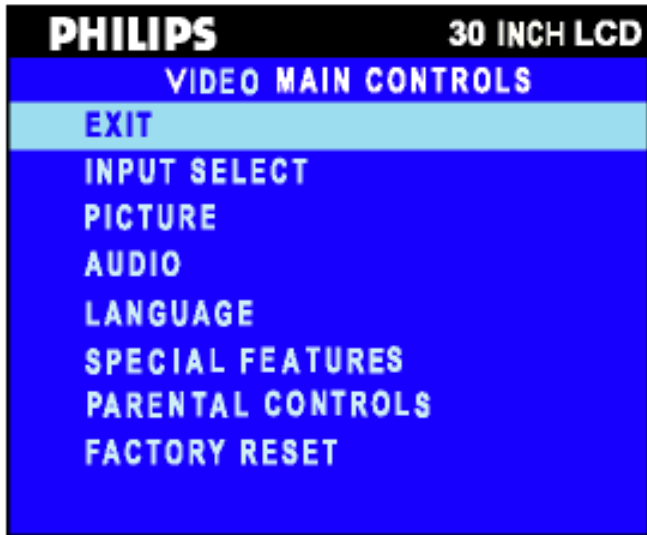 PHILIPS 30 INCH LCD
VIDEO MAIN CONTROLS
EXIT
INPUT SELECT
PICTURE
AUDIO
LANGUAGE
SPECIAL FEATURES
PARENTAL CONTROLS
FACTORY RESET